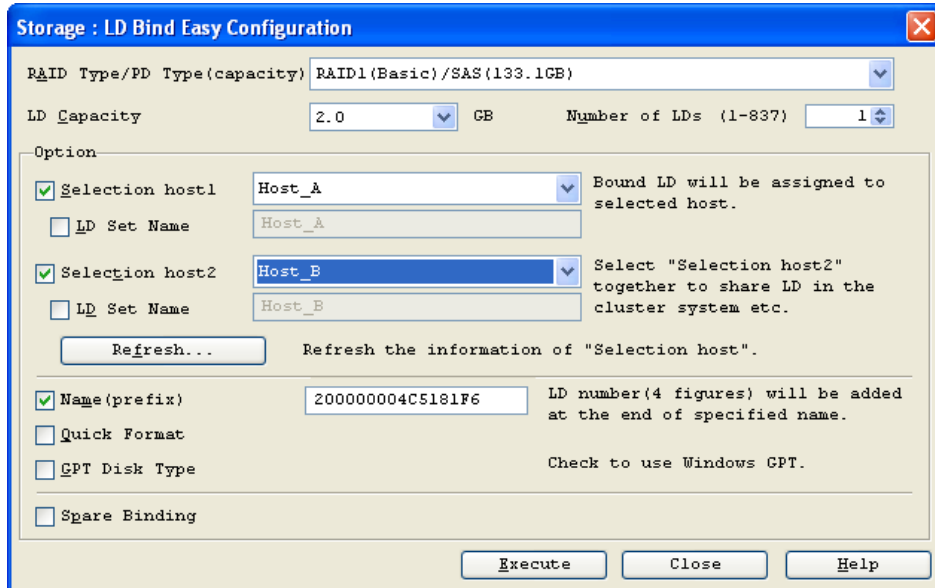 Storage : LD Bind Easy Configuration
RAID Type/PD Type(capacity) RAID1(Basic)/SAS(133.1GB)
LD Capacity 2.0 GB Number of LDs (1-837) 1
Option
Selection host1 Host_A Bound LD will be assigned to
selected host.
LD Set Name Host_A
Selection host2 Host_B Select "Selection host2"
together to share LD in the
LD Set Name Host_B cluster system etc.
Refresh... Refresh the information of "Selection host".
Name(prefix) 200000004C5181F6 LD number(4 figures) will be added
at the end of specified name.
Quick Format
GPT Disk Type Check to use Windows GPT.
Spare Binding
Execute Close Help